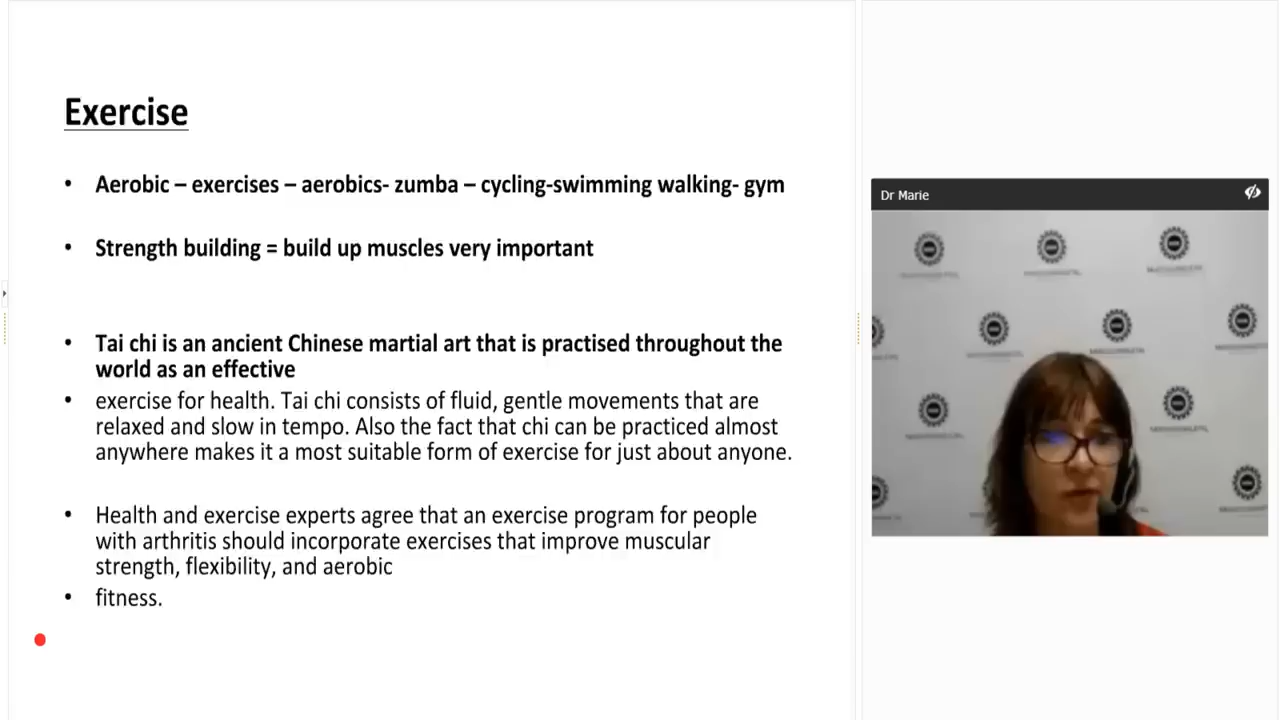 Exercise
• Aerobic – exercises – aerobics- zumba – cycling-swimming walking- gym
• Strength building = build up muscles very important
• Tai chi is an ancient Chinese martial art that is practised throughout the
world as an effective
• exercise for health. Tai chi consists of fluid, gentle movements that are
relaxed and slow in tempo. Also the fact that chi can be practiced almost
anywhere makes it a most suitable form of exercise for just about anyone.
• Health and exercise experts agree that an exercise program for people
with arthritis should incorporate exercises that improve muscular
strength, flexibility, and aerobic
• fitness.
Dr Marie